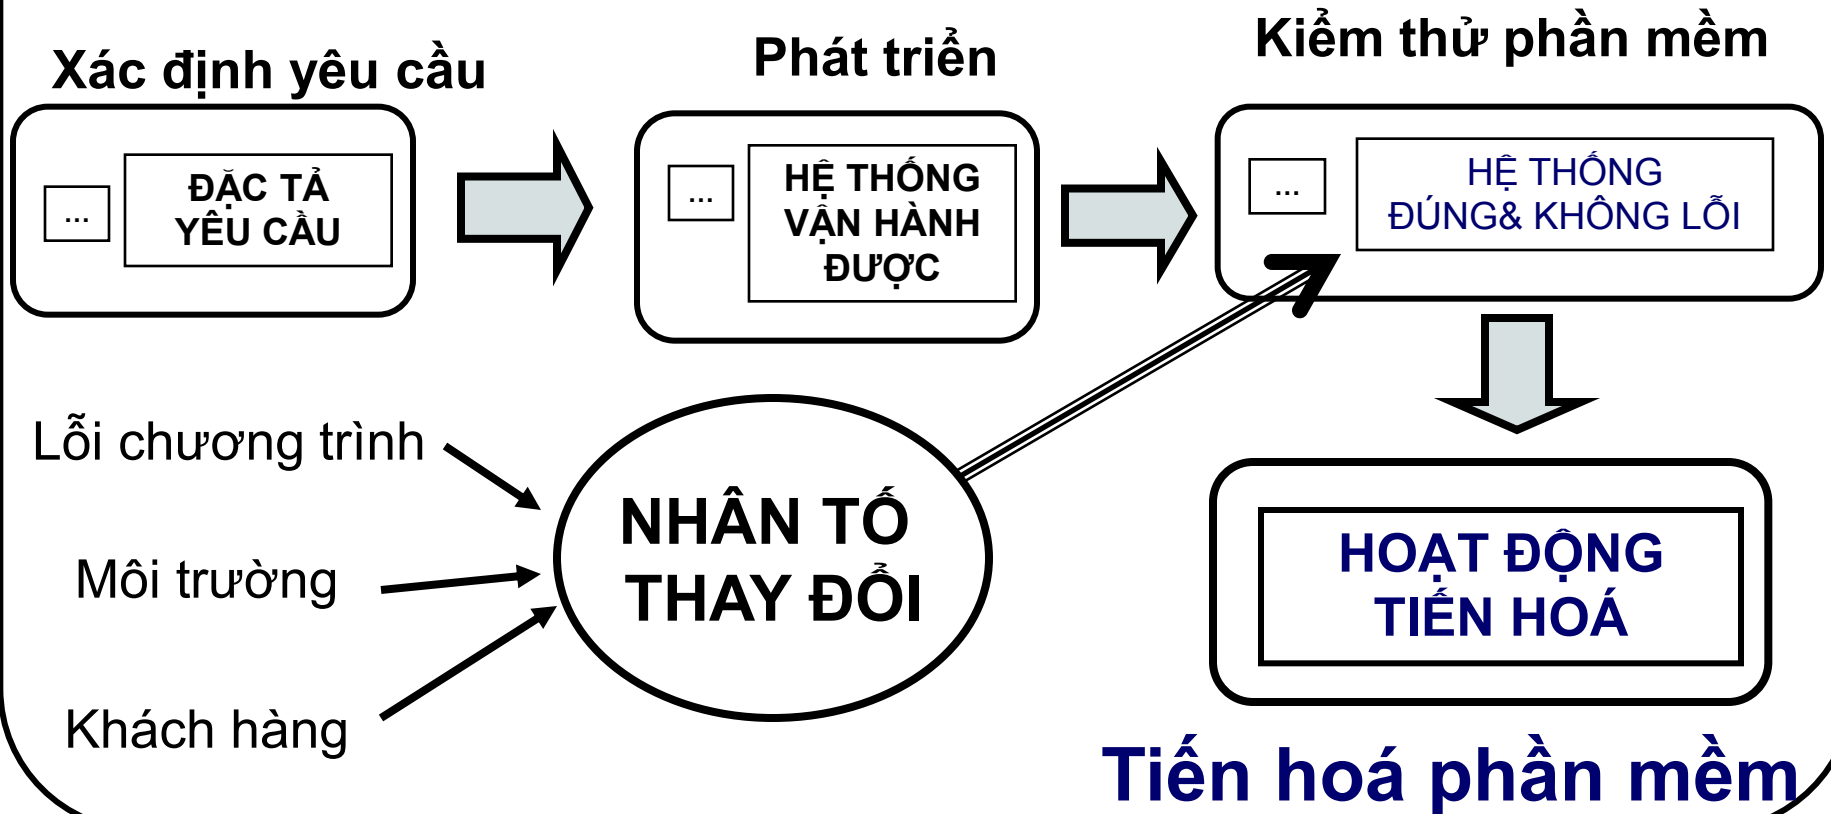 Xác định yêu cầu
Phát triển
Kiểm thử phần mềm
...
ĐẶC TẢ
YÊU CẦU
...
HỆ THỐNG
VẬN HÀNH
ĐƯỢC
...
HỆ THỐNG
ĐÚNG& KHÔNG LỖI
Lỗi chương trình
Môi trường
Khách hàng
NHÂN TỐ
THAY ĐỔI
HOẠT ĐỘNG
TIẾN HOÁ
Tiến hoá phần mềm